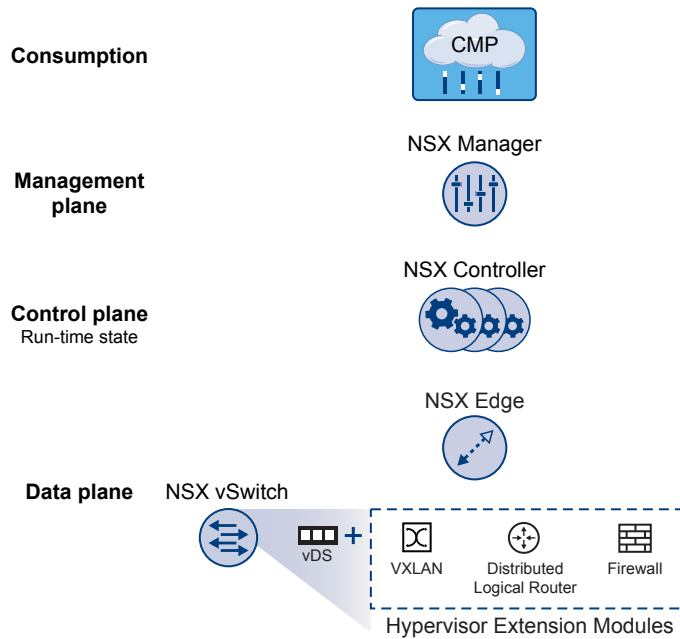 CMP
Consumption
NSX Manager
Management
plane
NSX Controller
Control plane
Run-time state
NSX Edge
Data plane
NSX vSwitch
vDS
+
VXLAN
Distributed
Logical Router
Firewall
Hypervisor Extension Modules